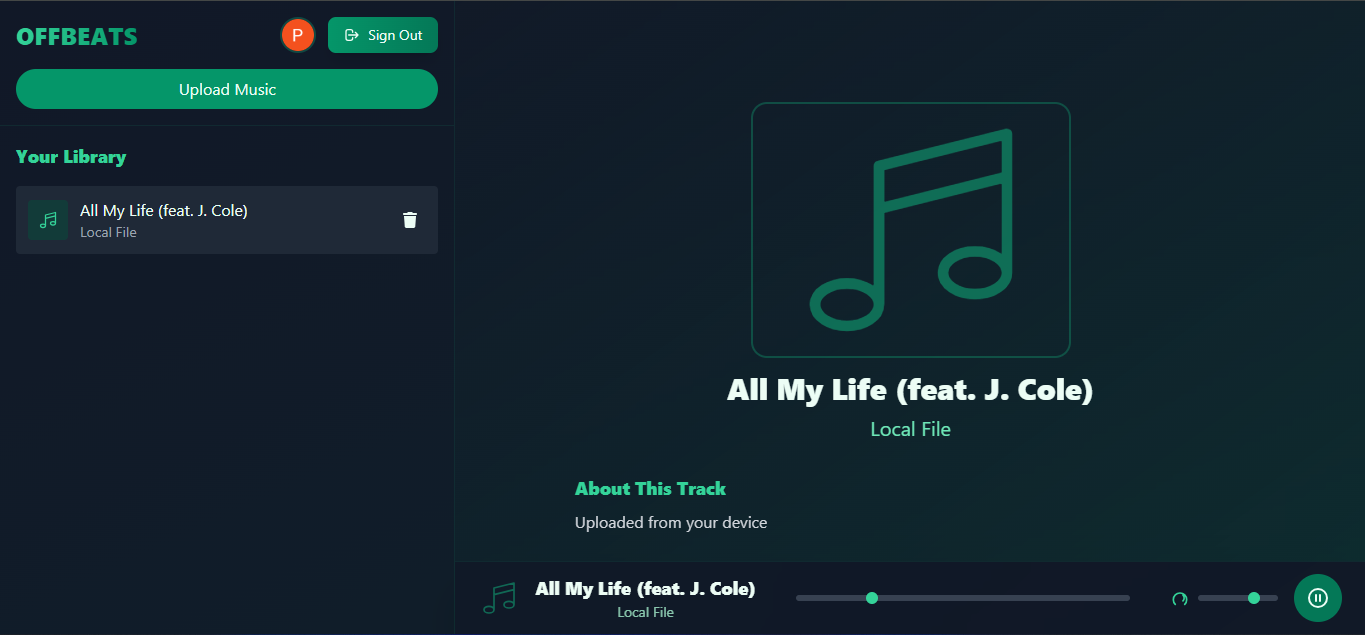 OFFBEATS
P
Sign Out
Upload Music
Your Library
All My Life (feat. J. Cole)
Local File
All My Life (feat. J. Cole)
Local File
About This Track
Uploaded from your device
All My Life (feat. J. Cole)
Local File